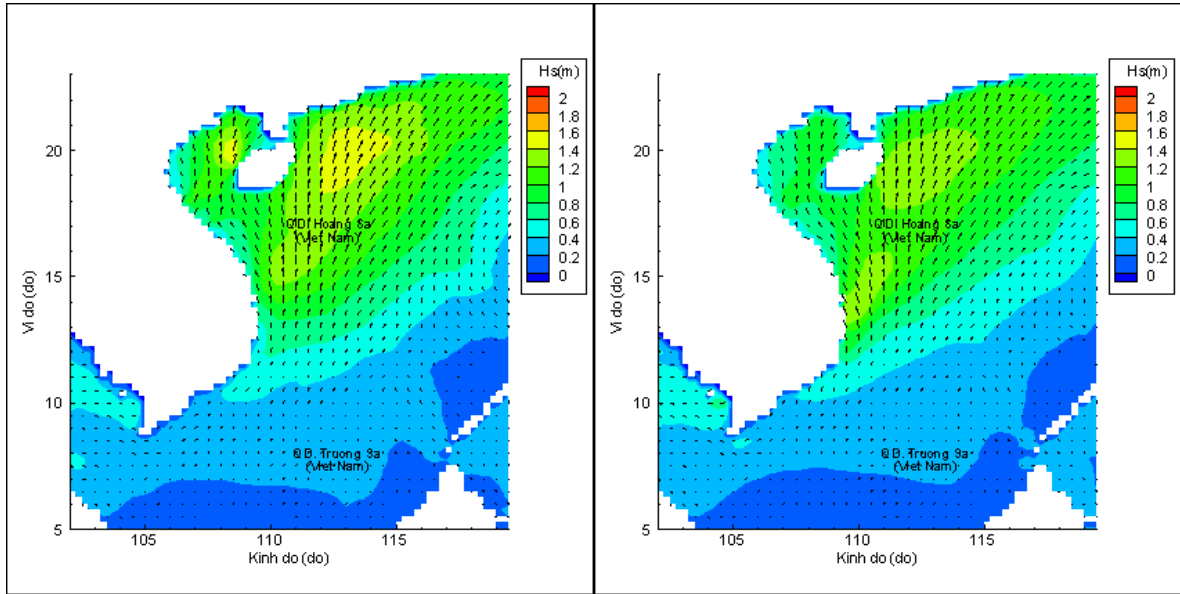 Hs(m)
2
1.8
1.6
1.4
1.2
1
0.8
0.6
0.4
0.2
0
20
15
10
5
Vi do (do)
QD. Hoang Sa
(Viet Nam)
QD. Truong Sa
(Viet Nam)
105
110
115
Kinh do (do)
Hs(m)
2
1.8
1.6
1.4
1.2
1
0.8
0.6
0.4
0.2
0
20
15
10
5
Vi do (do)
QD. Hoang Sa
(Viet Nam)
QD. Truong Sa
(Viet Nam)
105
110
115
Kinh do (do)